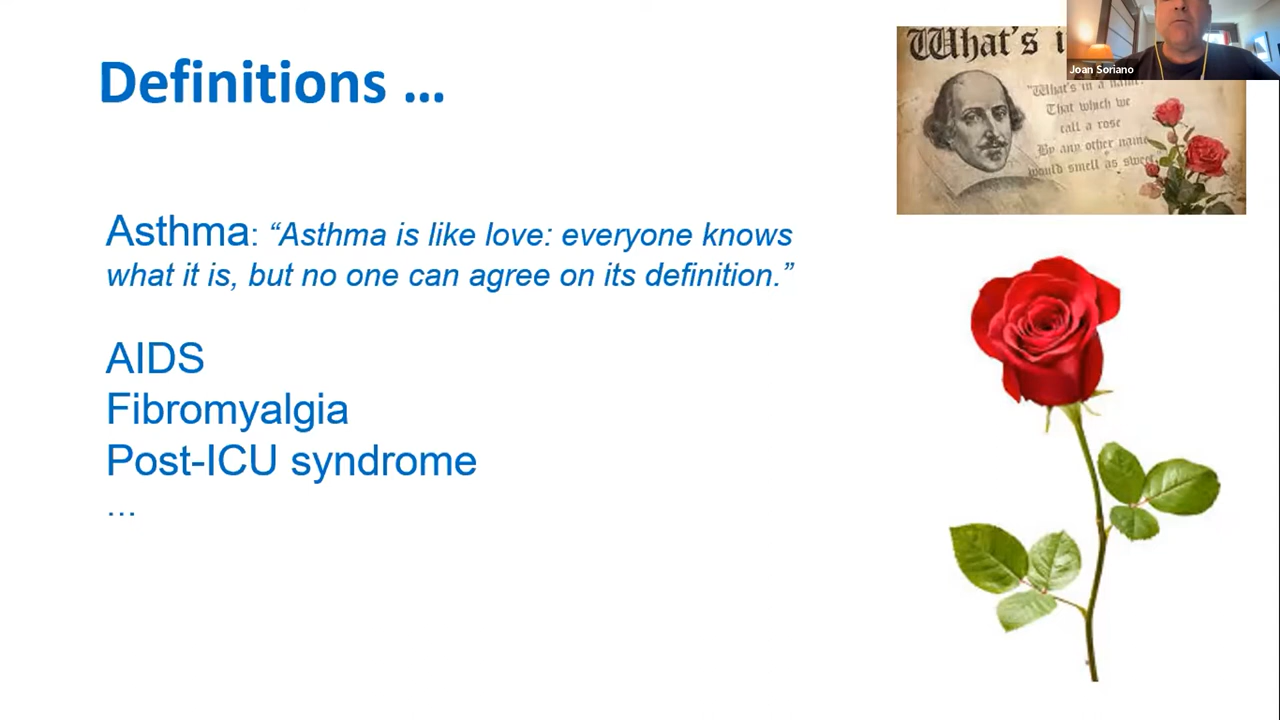 Definitions ...
What's i
Joan Soriano
"What's in a name?
That which we
call a rose
By any other name
would smell as sweet
Asthma: “Asthma is like love: everyone knows
what it is, but no one can agree on its definition.”
AIDS
Fibromyalgia
Post-ICU syndrome
...